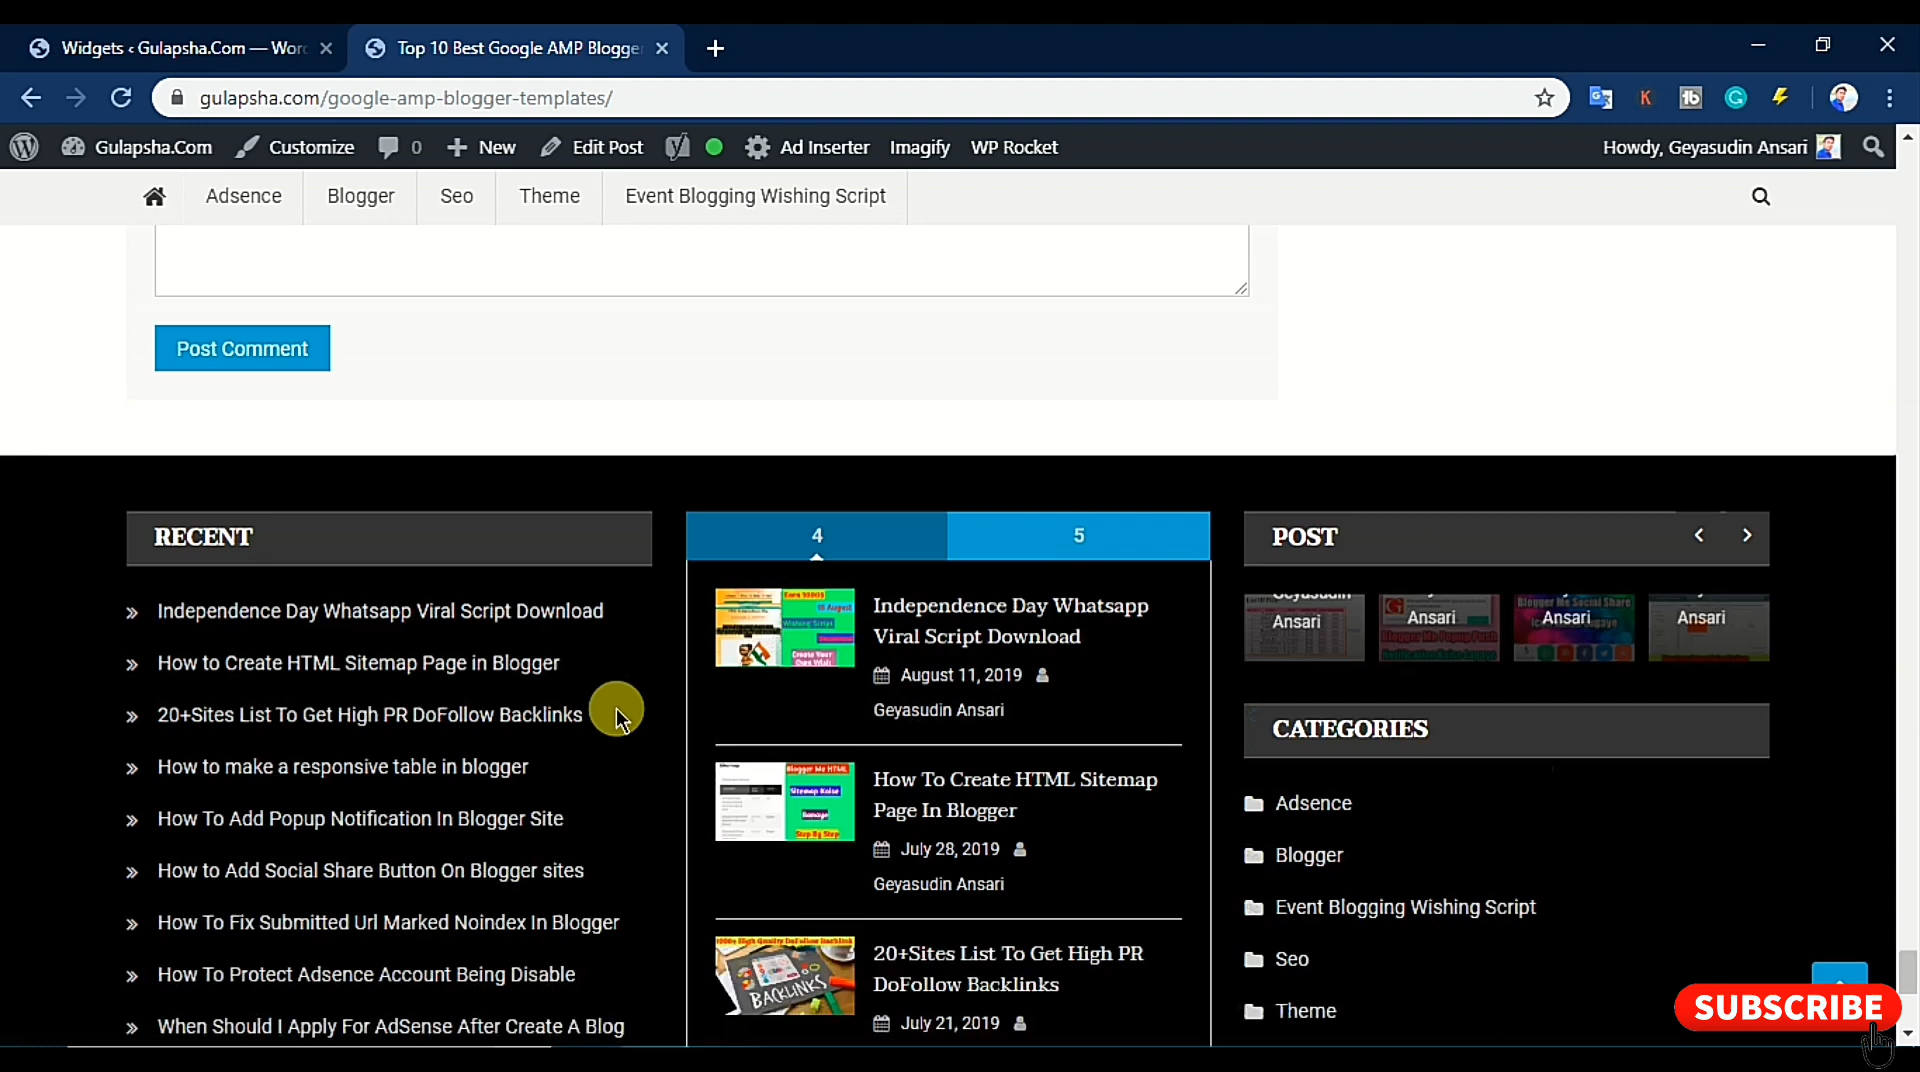 Widgets ‹ Gulapsha.Com — Wor
Top 10 Best Google AMP Blogge
gulapsha.com/google-amp-blogger-templates/
Gulapsha.Com
Customize
0
New
Edit Post
Ad Inserter
Imagify
WP Rocket
Howdy, Geyasudin Ansari
Adsence
Blogger
Seo
Theme
Event Blogging Wishing Script
Post Comment
RECENT
Independence Day Whatsapp Viral Script Download
How to Create HTML Sitemap Page in Blogger
20+Sites List To Get High PR DoFollow Backlinks
How to make a responsive table in blogger
How To Add Popup Notification In Blogger Site
How to Add Social Share Button On Blogger sites
How To Fix Submitted Url Marked Noindex In Blogger
How To Protect Adsence Account Being Disable
When Should I Apply For AdSense After Create A Blog
4
5
Independence Day Whatsapp
Viral Script Download
August 11, 2019
Geyasudin Ansari
How To Create HTML Sitemap
Page In Blogger
July 28, 2019
Geyasudin Ansari
20+Sites List To Get High PR
DoFollow Backlinks
July 21, 2019
BACKLINKS
POST
Geyasudin
Ansari
Ansari
Ansari
Ansari
CATEGORIES
Adsence
Blogger
Event Blogging Wishing Script
Seo
Theme
SUBSCRIBE